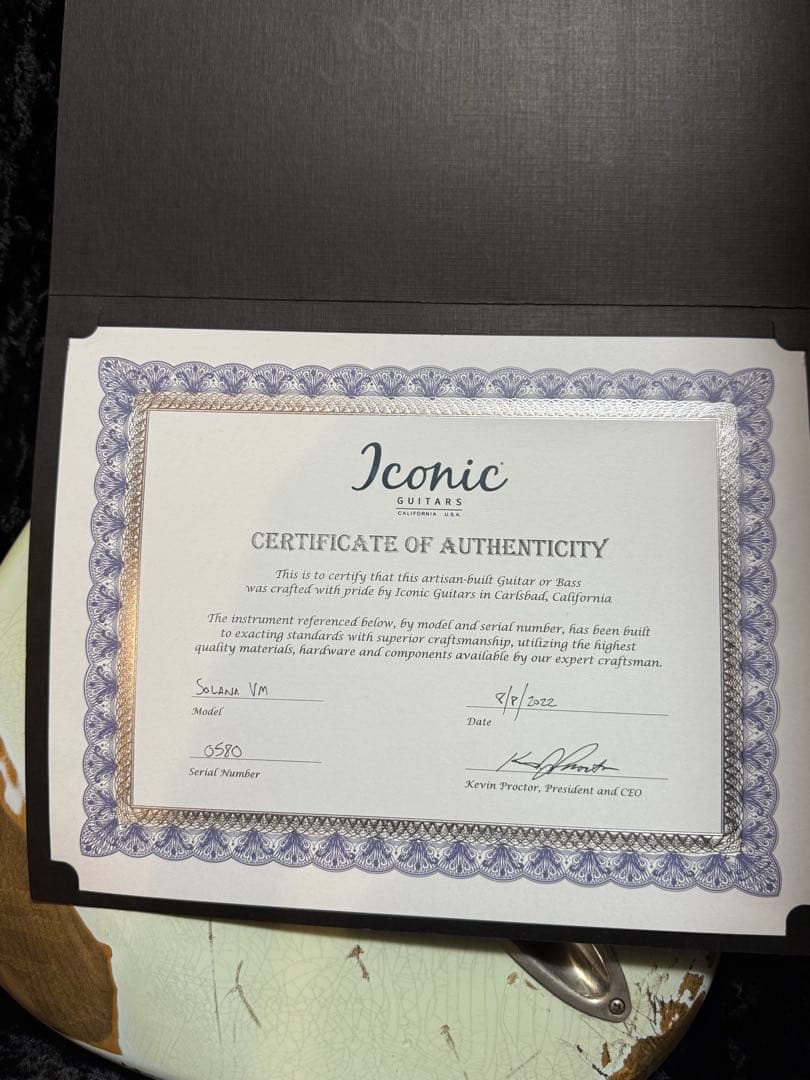 Iconic
GUITARS
CALIFORNIA U.S.A.
CERTIFICATE OF AUTHENTICITY
This is to certify that this artisan-built Guitar or Bass
was crafted with pride by Iconic Guitars in Carlsbad, California
The instrument referenced below, by model and serial number, has been built
to exacting standards with superior craftsmanship, utilizing the highest
quality materials, hardware and components available by our expert craftsman.
SOLANA VM
Model
8/8/2022
Date
0580
Serial Number
Kevin Proctor, President and CEO